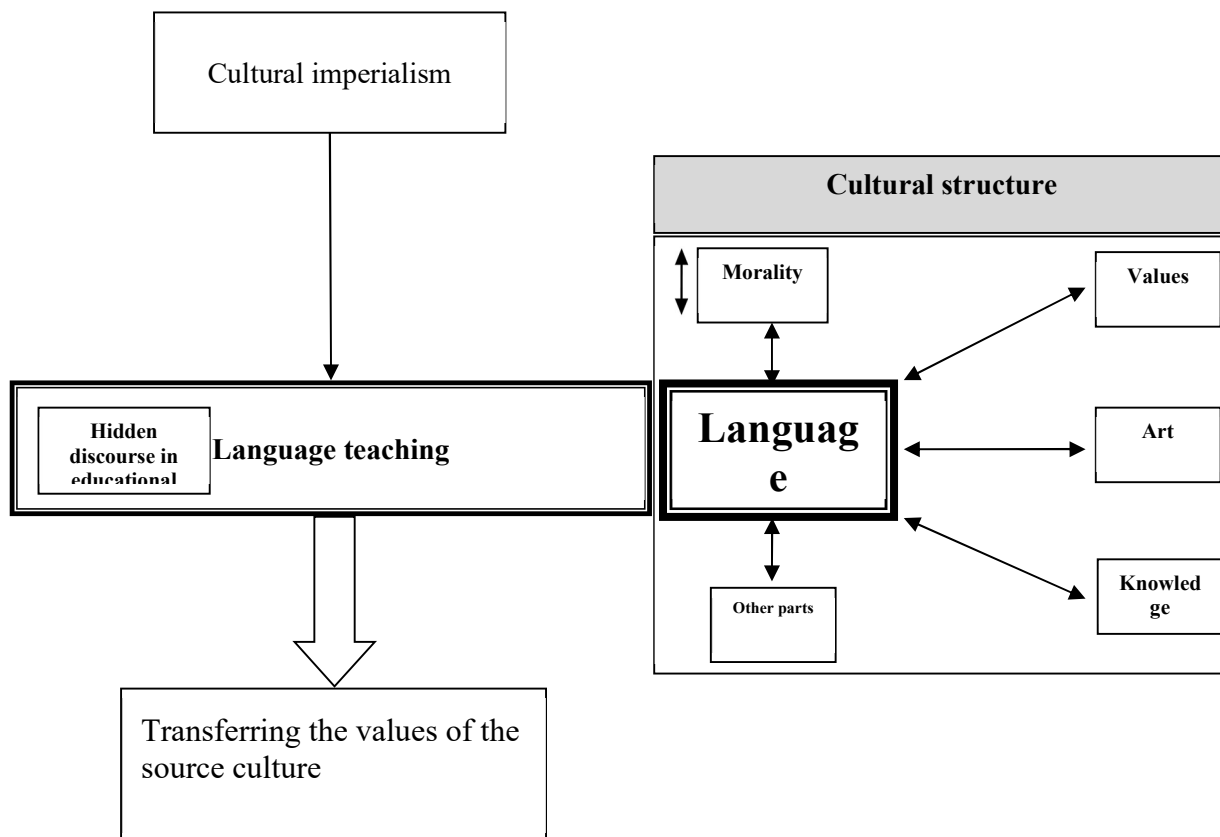 Cultural imperialism
Cultural structure
Morality
Values
Hidden
discourse in
educational
Language teaching
Languag
e
Art
Other parts
Knowled
ge
Transferring the values of the
source culture